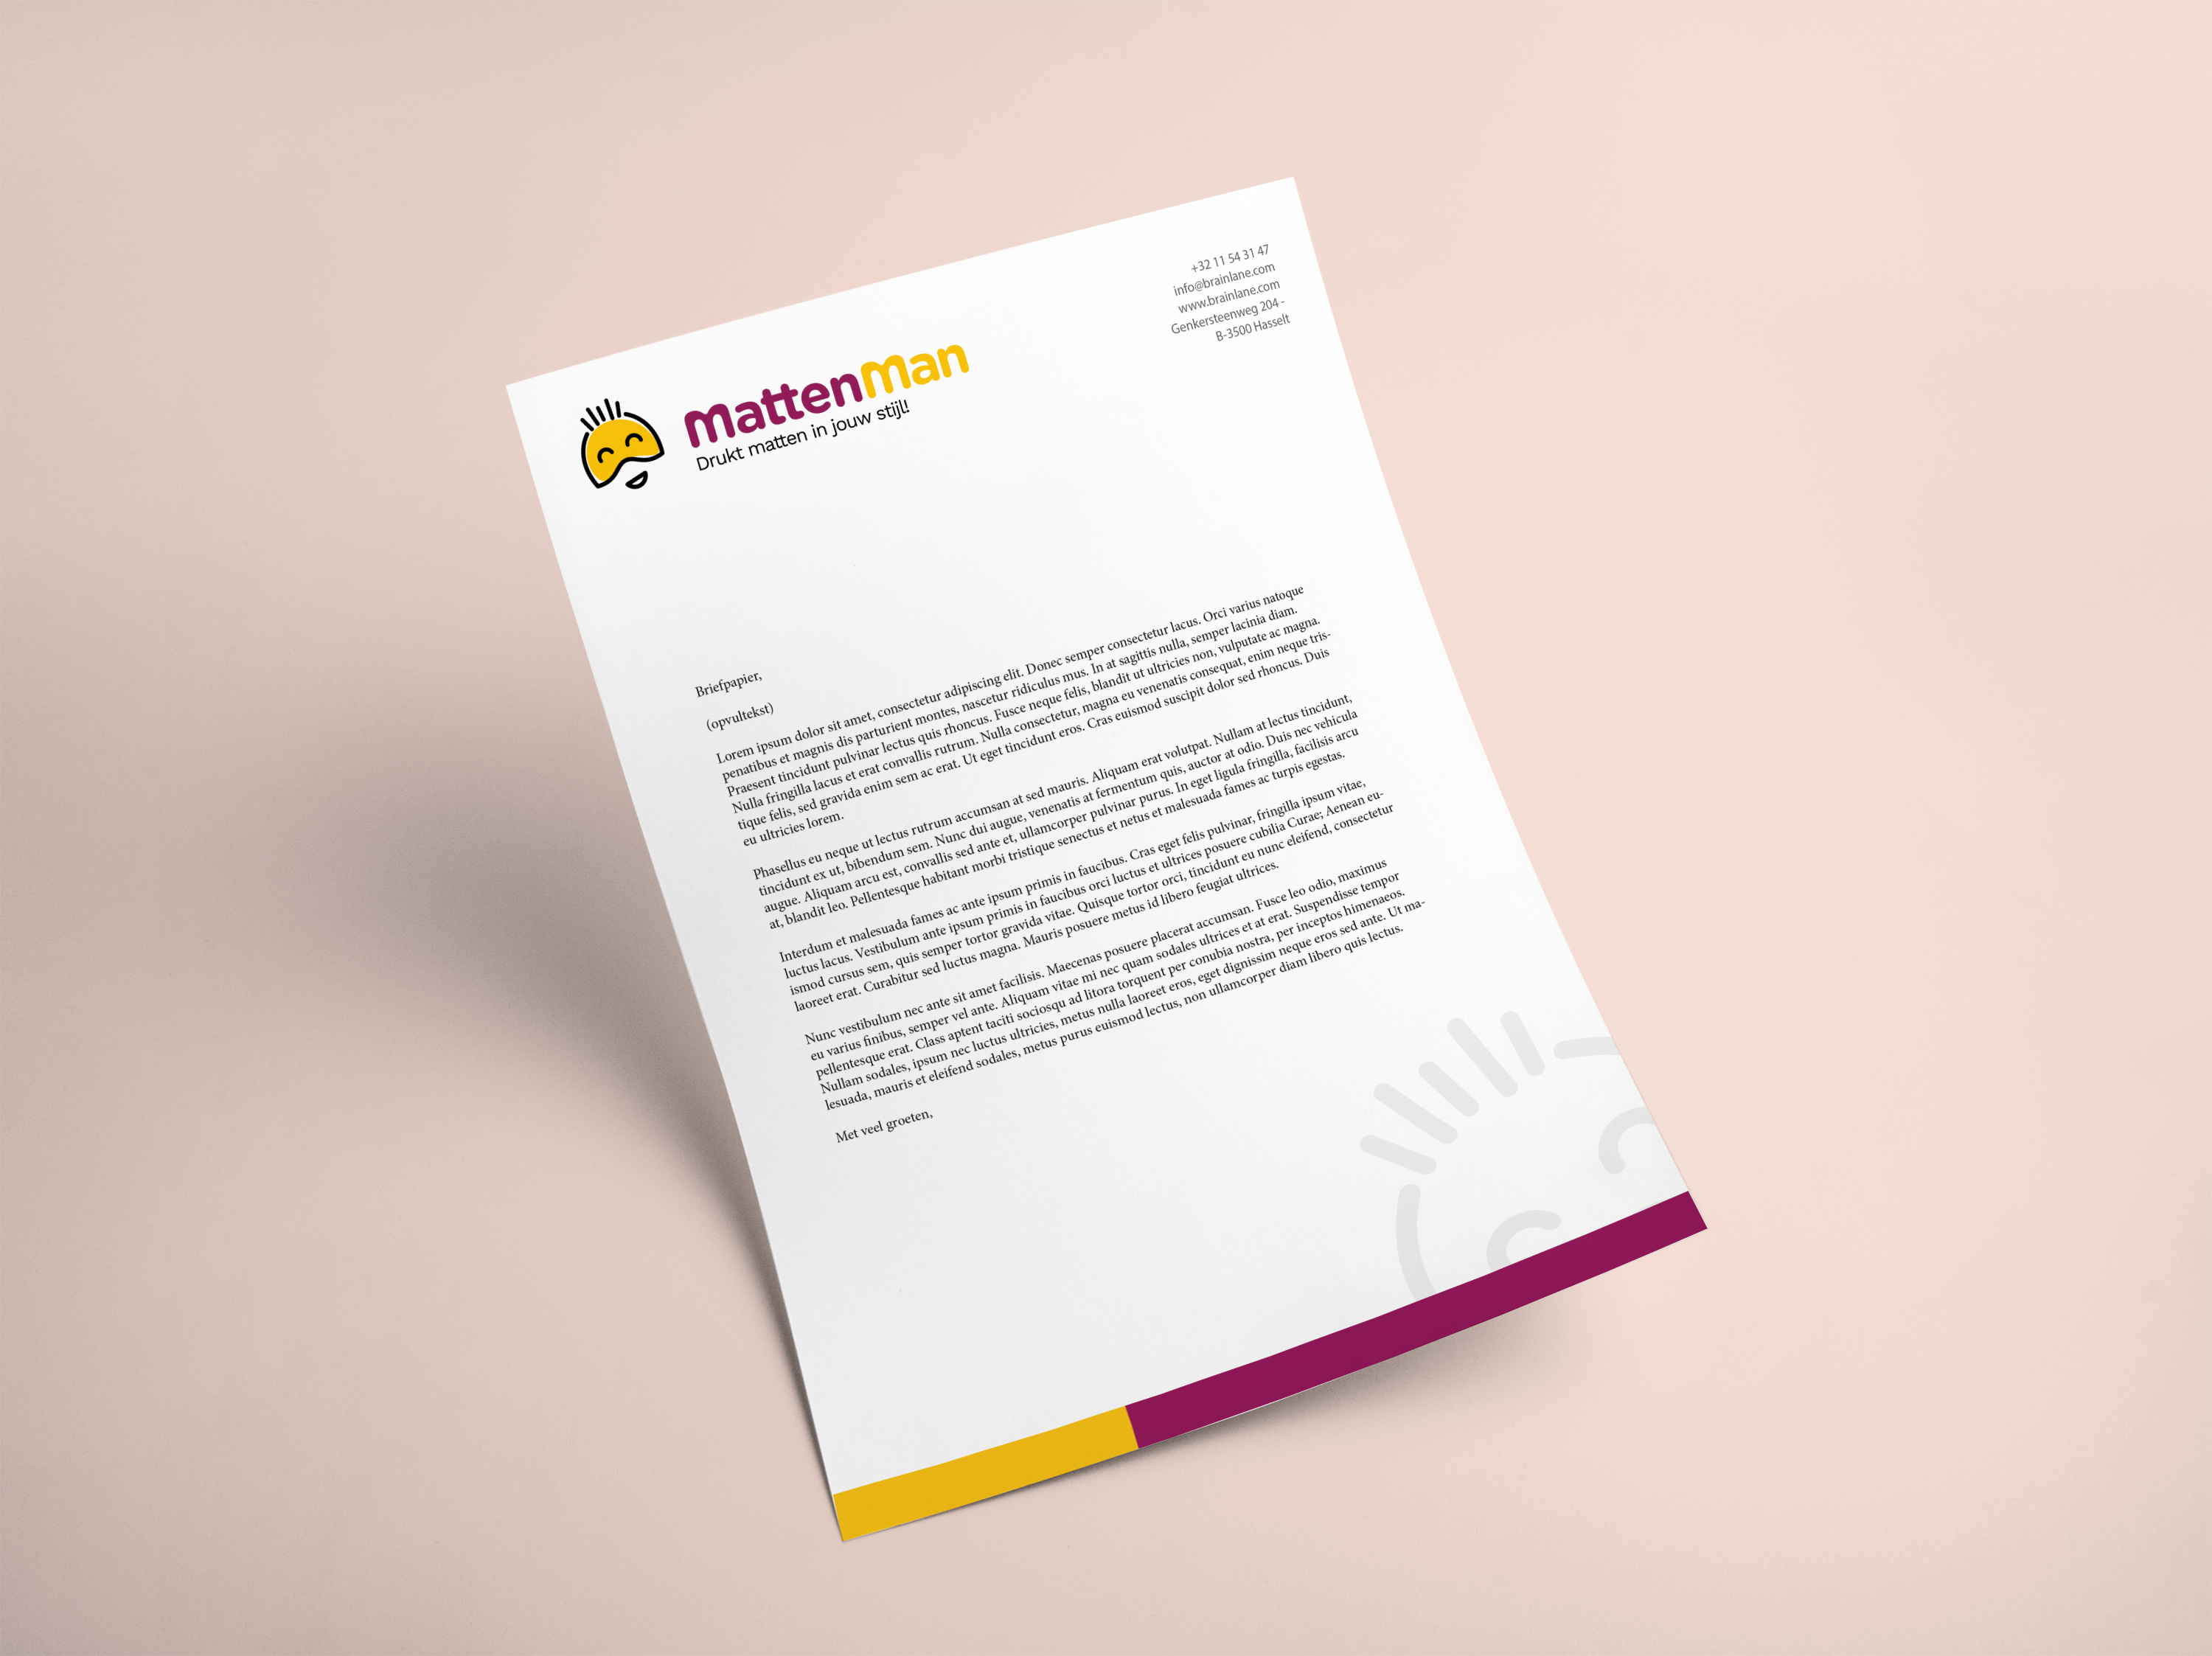 +32 11 54 31 47
info@brainlane.com
www.brainlane.com
Genkersteenweg 204 -
B-3500 Hasselt
mattenMan
Drukt matten in jouw stijl!
Briefpapier,
(opvultekst)
Lorem ipsum dolor sit amet, consectetur adipiscing elit. Donec semper consectetur lacus. Orci varius natoque
penatibus et magnis dis parturient montes, nascetur ridiculus mus. In at sagittis nulla, semper lacinia diam.
Praesent tincidunt pulvinar lectus quis rhoncus. Fusce neque felis, blandit ut ultricies non, vulputate ac magna.
Nulla fringilla lacus et erat convallis rutrum. Nulla consectetur, magna eu venenatis consequat, enim neque tris-
tique felis, sed gravida enim sem ac erat. Ut eget tincidunt eros. Cras euismod suscipit dolor sed rhoncus. Duis
eu ultricies lorem.
Phasellus eu neque ut lectus rutrum accumsan at sed mauris. Aliquam erat volutpat. Nullam at lectus tincidunt,
tincidunt ex ut, bibendum sem. Nunc dui augue, venenatis at fermentum quis, auctor at odio. Duis nec vehicula
augue. Aliquam arcu est, convallis sed ante et, ullamcorper pulvinar purus. In eget ligula fringilla, facilisis arcu
at, blandit leo. Pellentesque habitant morbi tristique senectus et netus et malesuada fames ac turpis egestas.
Interdum et malesuada fames ac ante ipsum primis in faucibus. Cras eget felis pulvinar, fringilla ipsum vitae,
luctus lacus. Vestibulum ante ipsum primis in faucibus orci luctus et ultrices posuere cubilia Curae; Aenean eu-
ismod cursus sem, quis semper tortor gravida vitae. Quisque tortor orci, tincidunt eu nunc eleifend, consectetur
laoreet erat. Curabitur sed luctus magna. Mauris posuere metus id libero feugiat ultrices.
Nunc vestibulum nec ante sit amet facilisis. Maecenas posuere placerat accumsan. Fusce leo odio, maximus
eu varius finibus, semper vel ante. Aliquam vitae mi nec quam sodales ultrices et at erat. Suspendisse tempor
pellentesque erat. Class aptent taciti sociosqu ad litora torquent per conubia nostra, per inceptos himenaeos.
Nullam sodales, ipsum nec luctus ultricies, metus nulla laoreet eros, eget dignissim neque eros sed ante. Ut ma-
lesuada, mauris et eleifend sodales, metus purus euismod lectus, non ullamcorper diam libero quis lectus.
Met veel groeten,